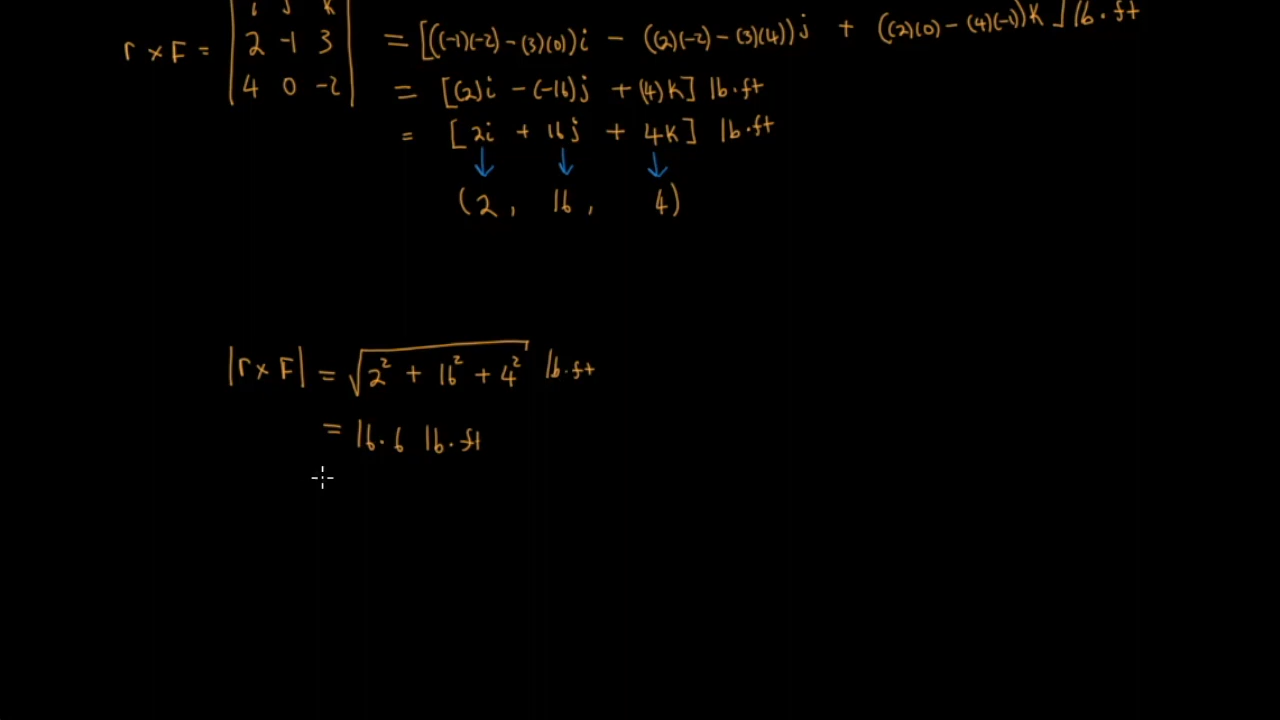 i j k
r × F = | 2 -1 3 | = [((-1)(-2) - (3)(0))i - ((2)(-2) - (3)(4))j + ((2)(0) - (4)(-1))k] lb·ft
4 0 -2 = [(2)i - (-16)j + (4)k] lb·ft
= [2i + 16j + 4k] lb·ft
(2, 16, 4)
|r × F| = √(2² + 16² + 4²) lb·ft
= 16.6 lb·ft